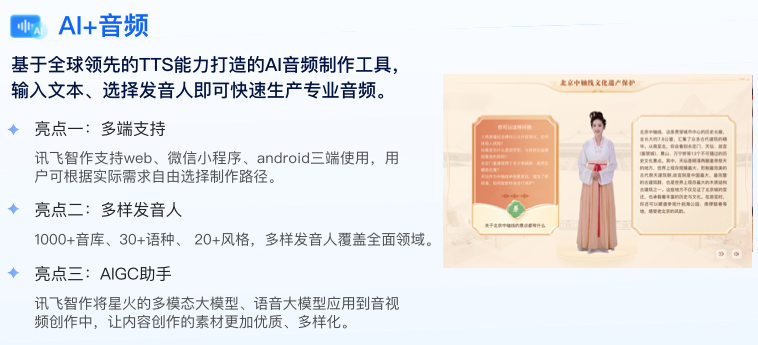 AI+音频
基于全球领先的TTS能力打造的AI音频制作工具，
输入文本、选择发音人即可快速生产专业音频。
亮点一：多端支持
讯飞智作支持web、微信小程序、android三端使用，用
户可根据实际需求自由选择制作路径。
亮点二：多样发音人
1000+音库、30+语种、 20+风格，多样发音人覆盖全面领域。
亮点三：AIGC助手
讯飞智作将星火的多模态大模型、语音大模型应用到音视
频创作中，让内容创作的素材更加优质、多样化。
北京中轴线文化遗产保护
关于北京中轴线的景点都有什么